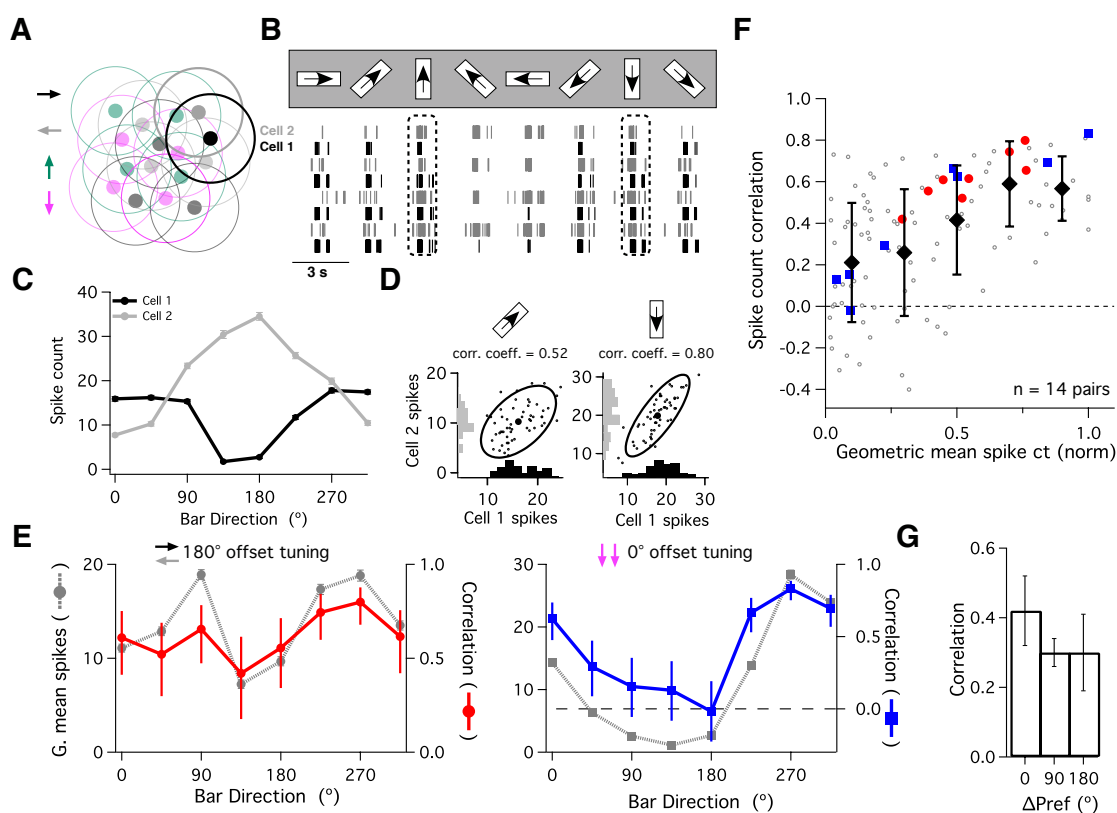 A
B
Cell 2
Cell 1
3 s
C
40
30
20
10
0
Spike count
Cell 1
Cell 2
0 90 180 270
Bar Direction (º)
D
corr. coeff. = 0.52
corr. coeff. = 0.80
20
10
0
Cell 2 spikes
10 20
Cell 1 spikes
30
20
10
0
10 20 30
Cell 1 spikes
F
1.0
0.8
0.6
0.4
0.2
0.0
-0.2
-0.4
Spike count correlation
n = 14 pairs
0.0 0.5 1.0
Geometric mean spike ct (norm)
E
180° offset tuning
20
10
0
G. mean spikes ( )
1.0
0.5
0.0
Correlation ( )
0 90 180 270
Bar Direction (º)
0° offset tuning
30
20
10
0
1.0
0.5
0.0
Correlation ( )
0 90 180 270
Bar Direction (º)
G
0.6
0.4
0.2
0.0
Correlation
0 90 180
ΔPref (º)